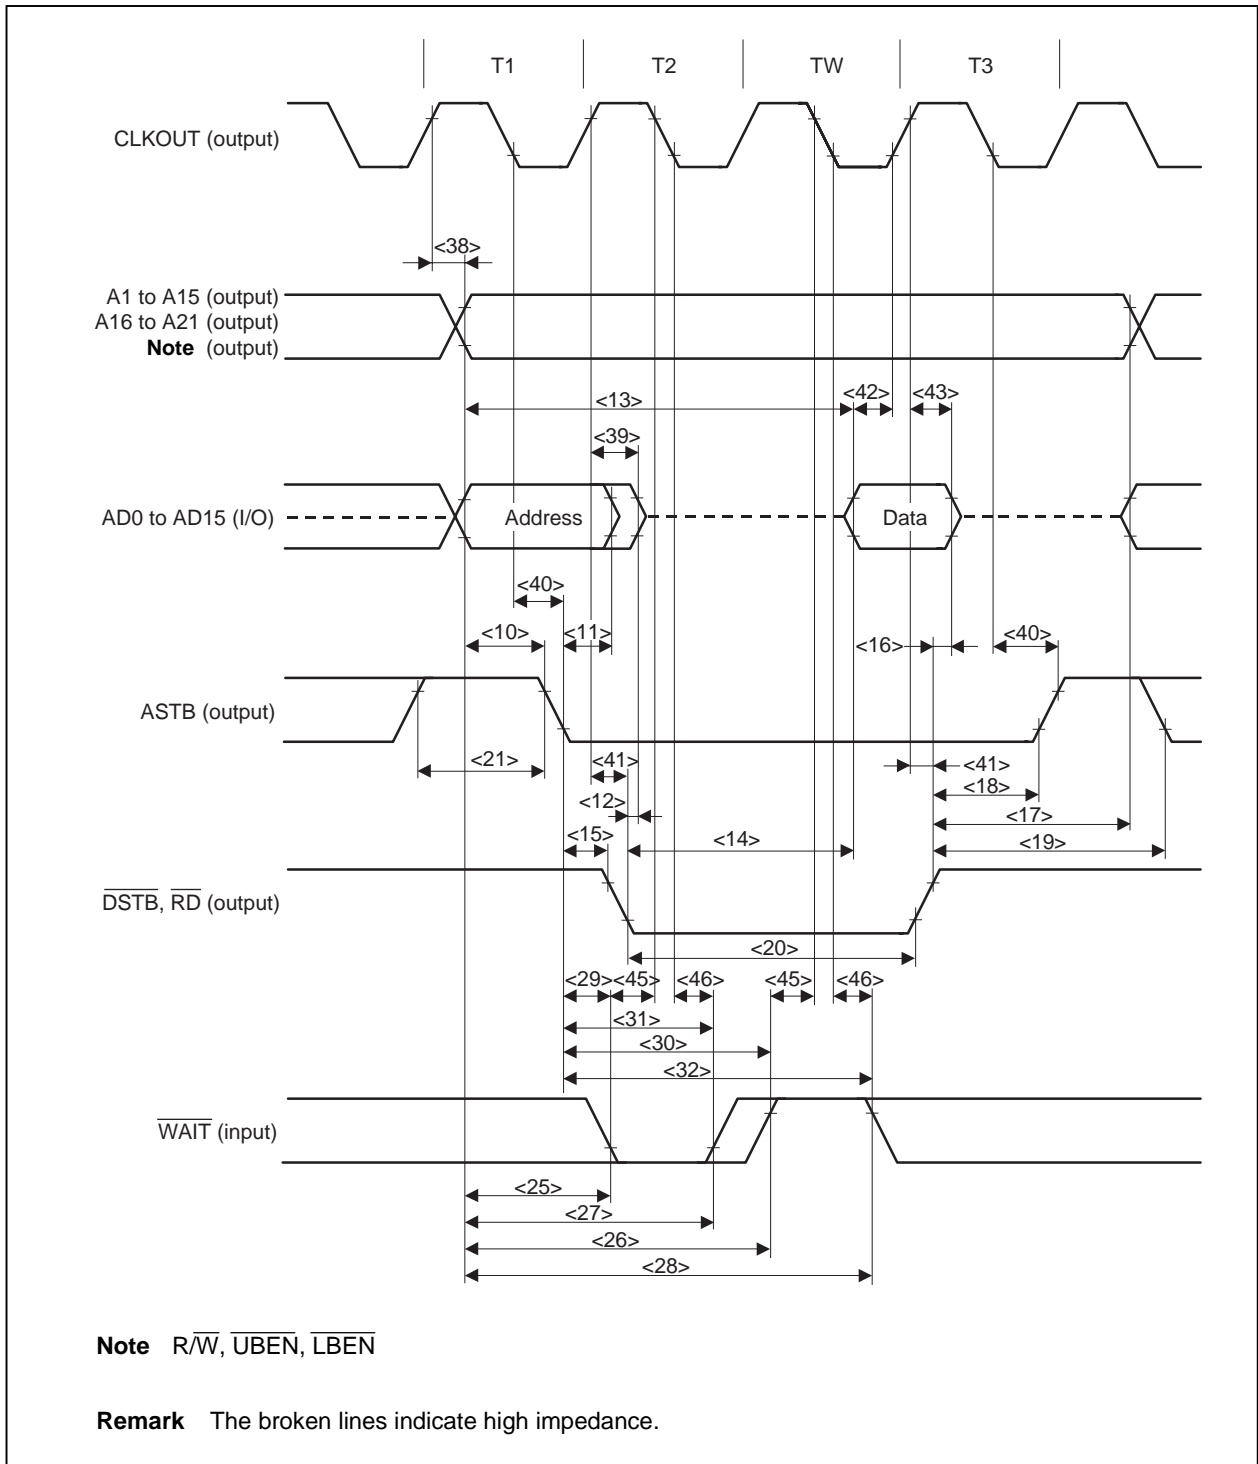 T1 T2 TW T3
CLKOUT (output)
<38>
A1 to A15 (output)
A16 to A21 (output)
Note (output)
<13> <42> <43>
<39>
AD0 to AD15 (I/O) Address Data
<40>
<10> <11> <16> <40>
ASTB (output)
<21> <41> <41>
<18>
<12> <17>
<15> <14> <19>
DSTB, RD (output)
<20>
<29> <45> <46> <45> <46>
<31>
<30>
<32>
WAIT (input)
<25>
<27>
<26>
<28>
Note R/W, UBEN, LBEN
Remark The broken lines indicate high impedance.